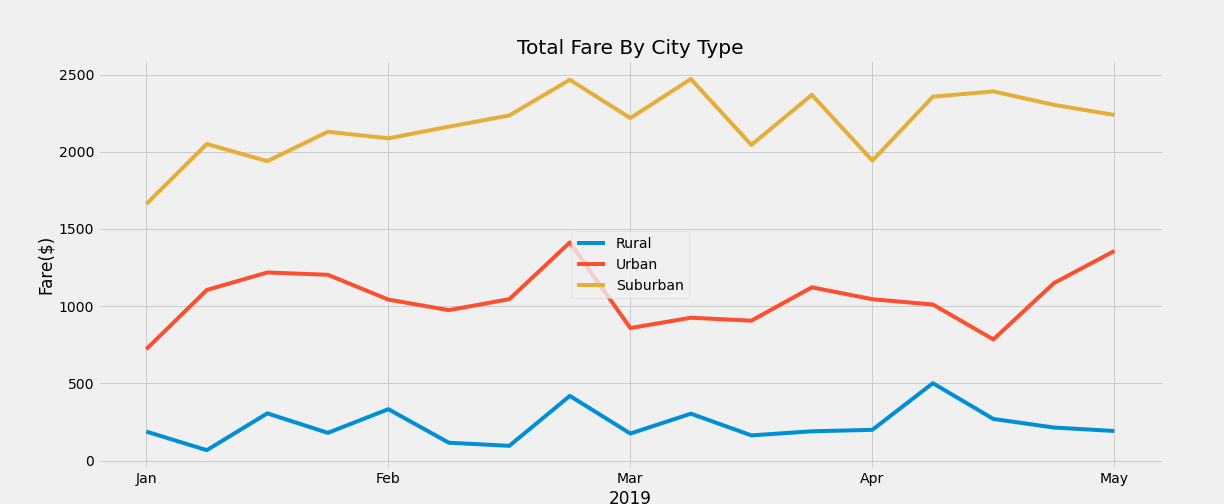 Total Fare By City Type
Fare($)
2500
2000
1500
1000
500
0
Rural
Urban
Suburban
Jan Feb Mar Apr May
2019